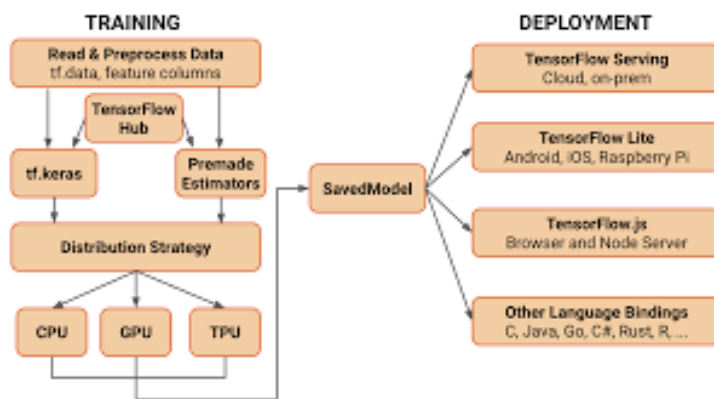 TRAINING
Read & Preprocess Data
tf.data, feature columns
TensorFlow
Hub
tf.keras
Premade
Estimators
Distribution Strategy
CPU
GPU
TPU
SavedModel
DEPLOYMENT
TensorFlow Serving
Cloud, on-prem
TensorFlow Lite
Android, iOS, Raspberry Pi
TensorFlow.js
Browser and Node Server
Other Language Bindings
C, Java, Go, C#, Rust, R, ...